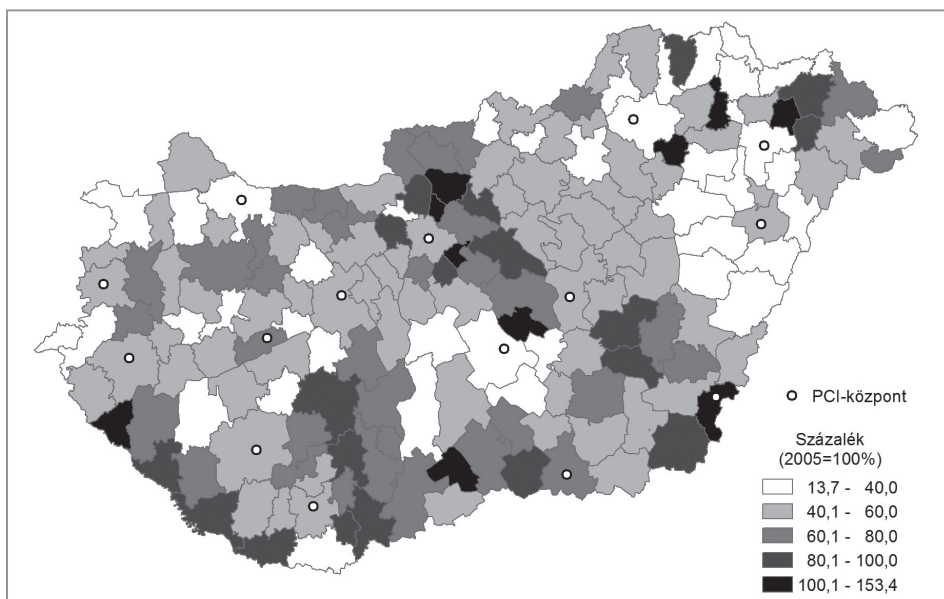 PCI-központ
Százalék
(2005=100%)
13,7 - 40,0
40,1 - 60,0
60,1 - 80,0
80,1 - 100,0
100,1 - 153,4